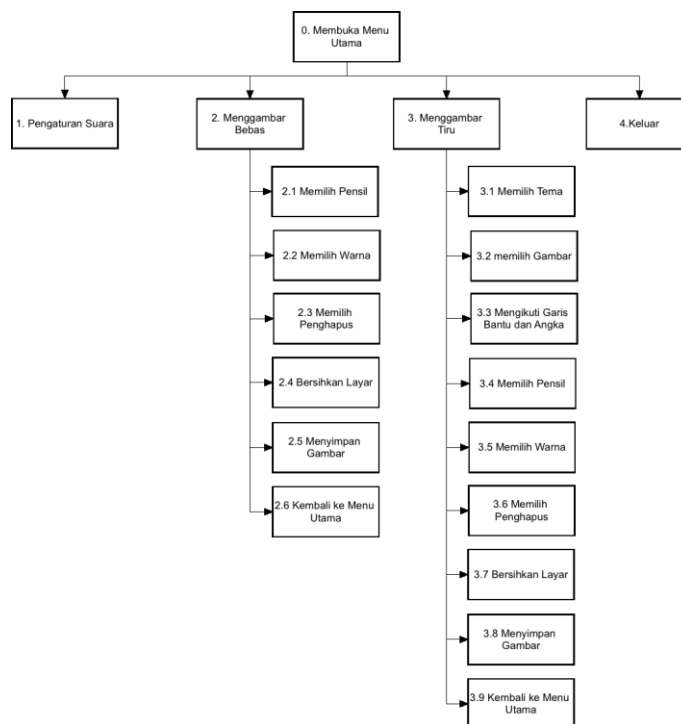 0. Membuka Menu
Utama
1. Pengaturan Suara
2. Menggambar
Bebas
3. Menggambar
Tiru
4.Keluar
2.1 Memilih Pensil
2.2 Memilih Warna
2.3 Memilih
Penghapus
2.4 Bersihkan Layar
2.5 Menyimpan
Gambar
2.6 Kembali ke Menu
Utama
3.1 Memilih Tema
3.2 memilih Gambar
3.3 Mengikuti Garis
Bantu dan Angka
3.4 Memilih Pensil
3.5 Memilih Warna
3.6 Memilih
Penghapus
3.7 Bersihkan Layar
3.8 Menyimpan
Gambar
3.9 Kembali ke Menu
Utama